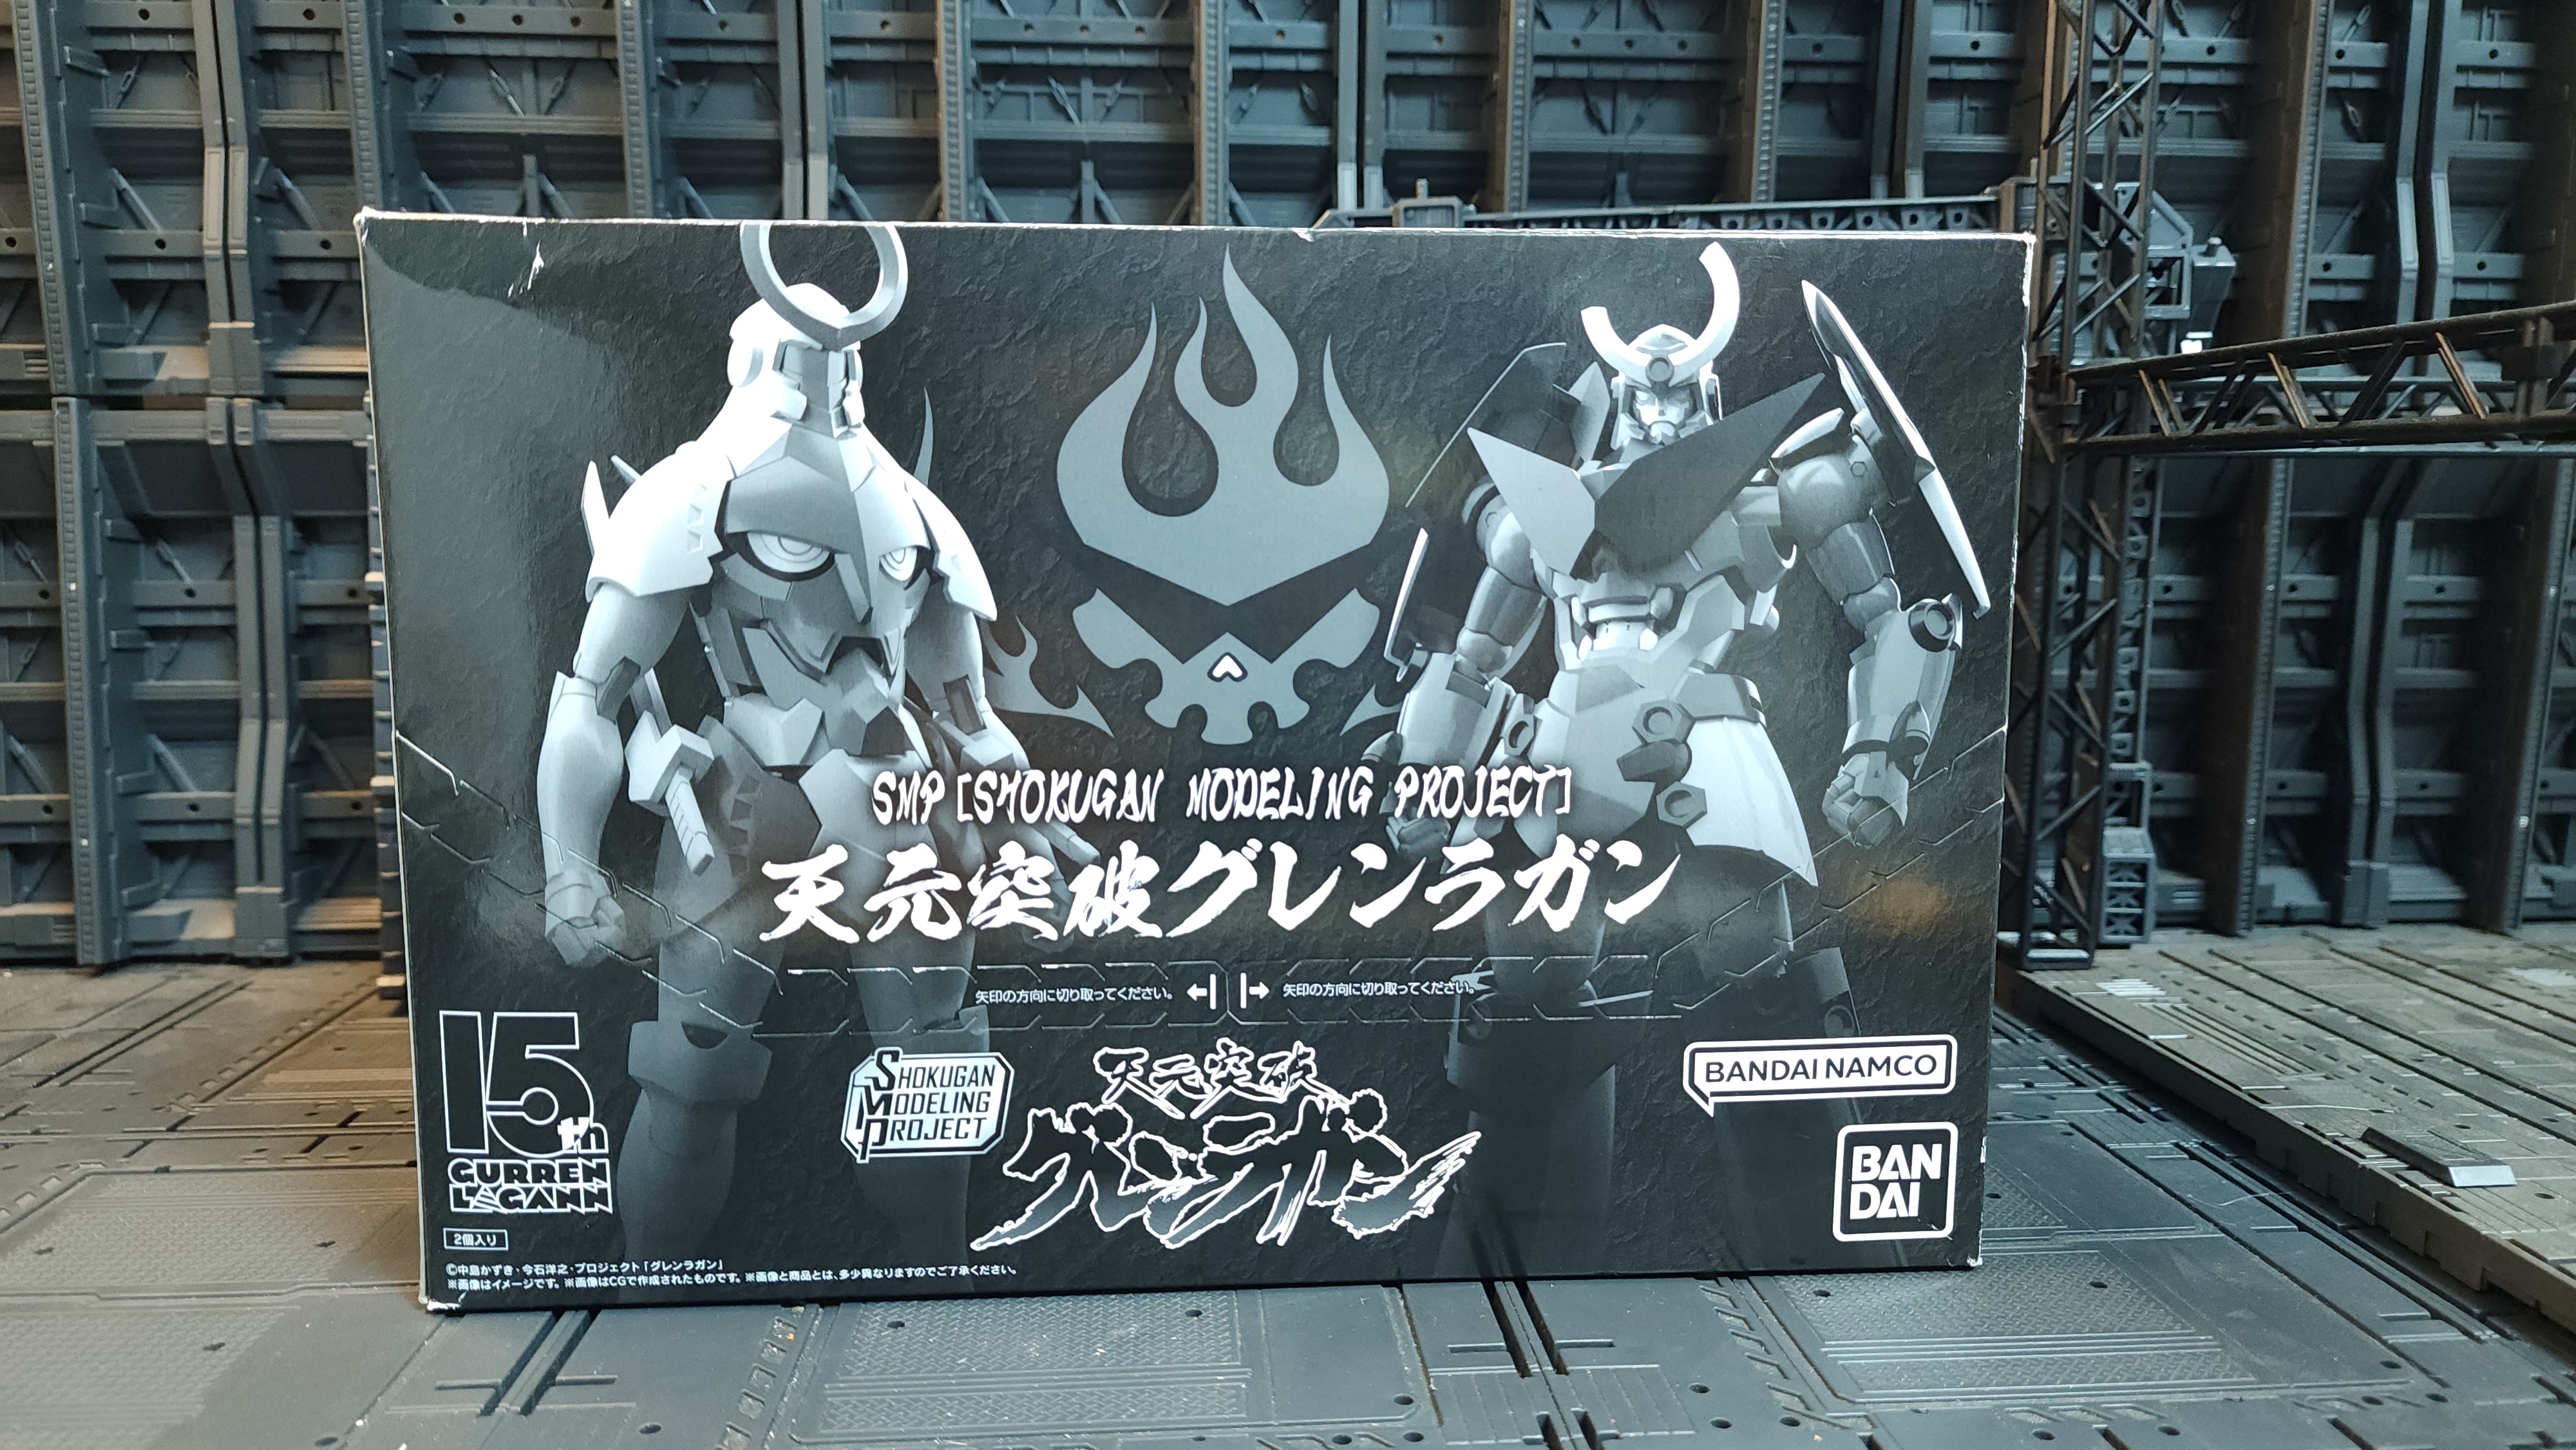 SMP [SHOKUGAN MODELING PROJECT]
天元突破グレンラガン
矢印の方向に切り取ってください。 矢印の方向に切り取ってください。
15th
GURREN
LAGANN
SHOKUGAN
MODELING
PROJECT
天元突破
グレンラガン
BANDAI NAMCO
BAN
DAI
2個入り
©中島かずき・今石洋之・プロジェクト「グレンラガン」
※画像はイメージです。※画像はCGで作成されたものです。※画像と商品とは、多少異なりますのでご了承ください。